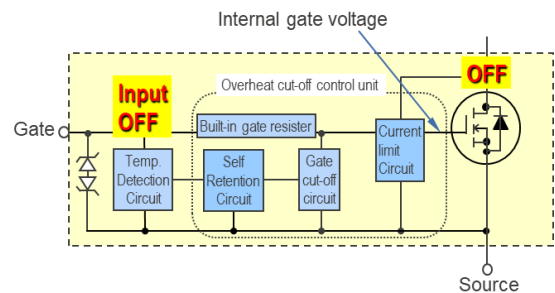 Internal gate voltage
OFF
Input
OFF
Overheat cut-off control unit
Gate
Built-in gate resister
Temp.
Detection
Circuit
Self
Retention
Circuit
Gate
cut-off
circuit
Current
limit
Circuit
Source